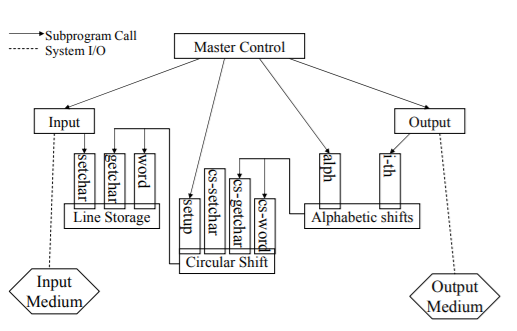 Subprogram Call
System I/O
Master Control
Input
Output
setchar
getchar
word
alph
i-th
setup
cs-setchar
cs-getchar
cs-word
Line Storage
Alphabetic shifts
Circular Shift
Input
Medium
Output
Medium